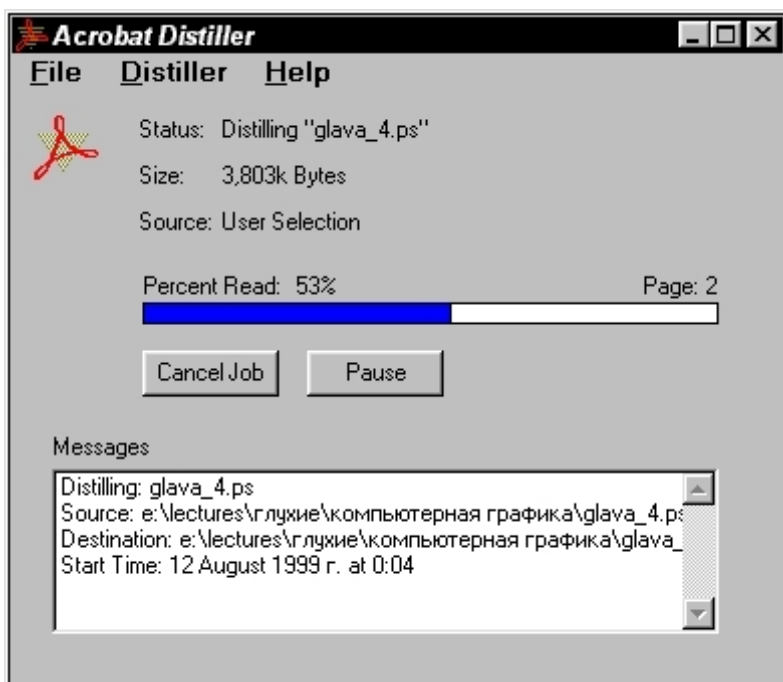 Acrobat Distiller
File Distiller Help
Status: Distilling "glava_4.ps"
Size: 3,803k Bytes
Source: User Selection
Percent Read: 53% Page: 2
Cancel Job Pause
Messages
Distilling: glava_4.ps
Source: e:\lectures\глухие\компьютерная графика\glava_4.ps
Destination: e:\lectures\глухие\компьютерная графика\glava_
Start Time: 12 August 1999 г. at 0:04